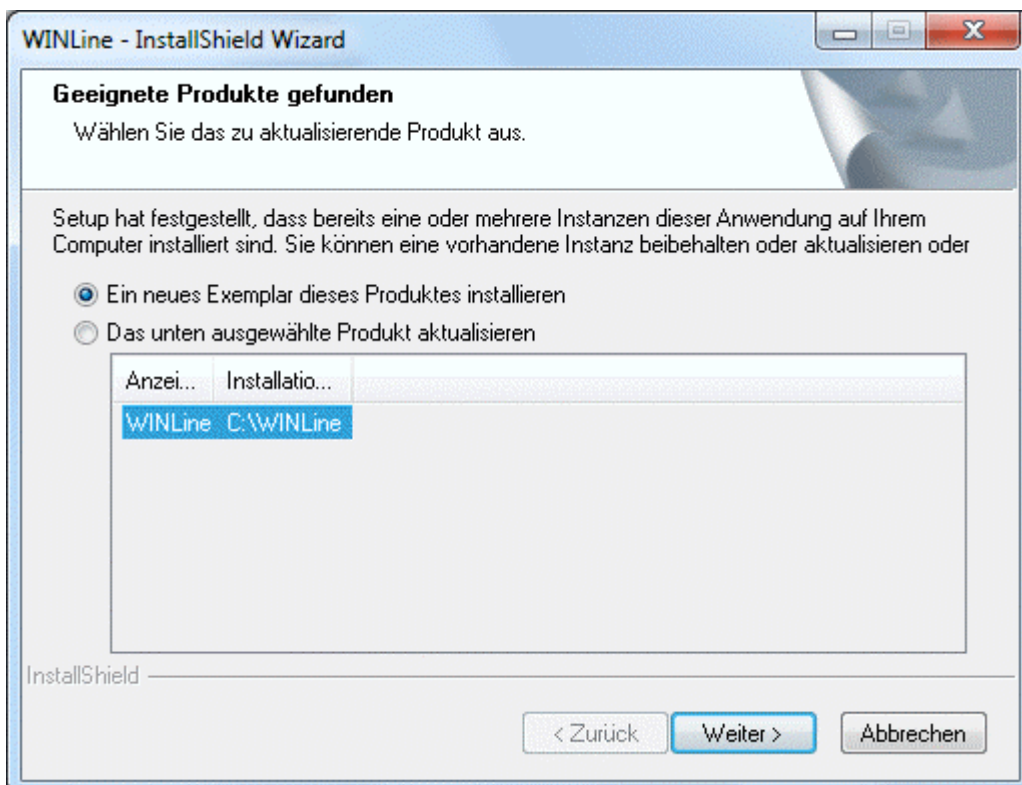 WINLine - InstallShield Wizard
Geeignete Produkte gefunden
Wählen Sie das zu aktualisierende Produkt aus.
Setup hat festgestellt, dass bereits eine oder mehrere Instanzen dieser Anwendung auf Ihrem
Computer installiert sind. Sie können eine vorhandene Instanz beibehalten oder aktualisieren oder
Ein neues Exemplar dieses Produktes installieren
Das unten ausgewählte Produkt aktualisieren
Anzei... Installatio...
WINLine C:\WINLine
InstallShield
< Zurück Weiter > Abbrechen